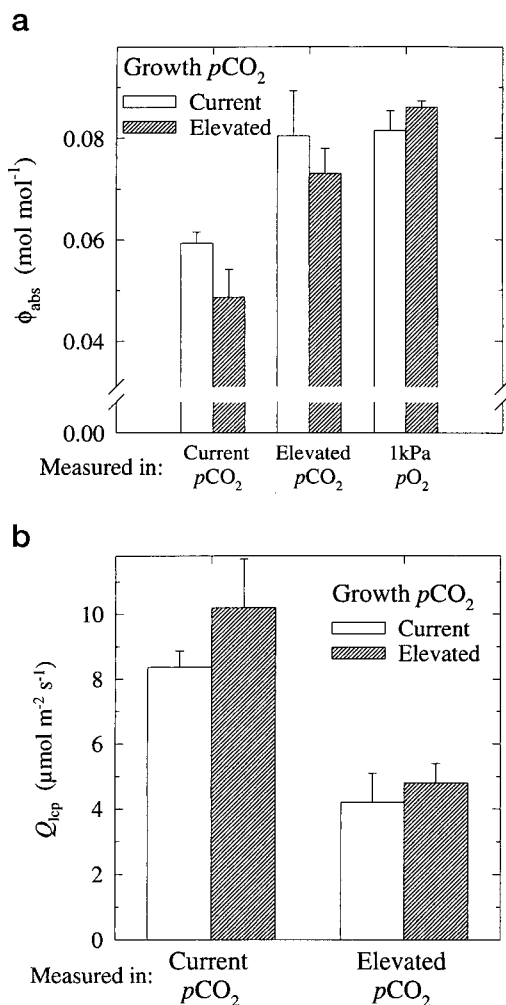 a
Growth pCO2
Current
Elevated
0.08
0.06
0.04
0.00
ϕabs (mol mol−1)
Measured in:
Current pCO2
Elevated pCO2
1kPa pO2
b
Growth pCO2
Current
Elevated
10
8
6
4
2
0
Qlcp (μmol m−2 s−1)
Measured in:
Current pCO2
Elevated pCO2